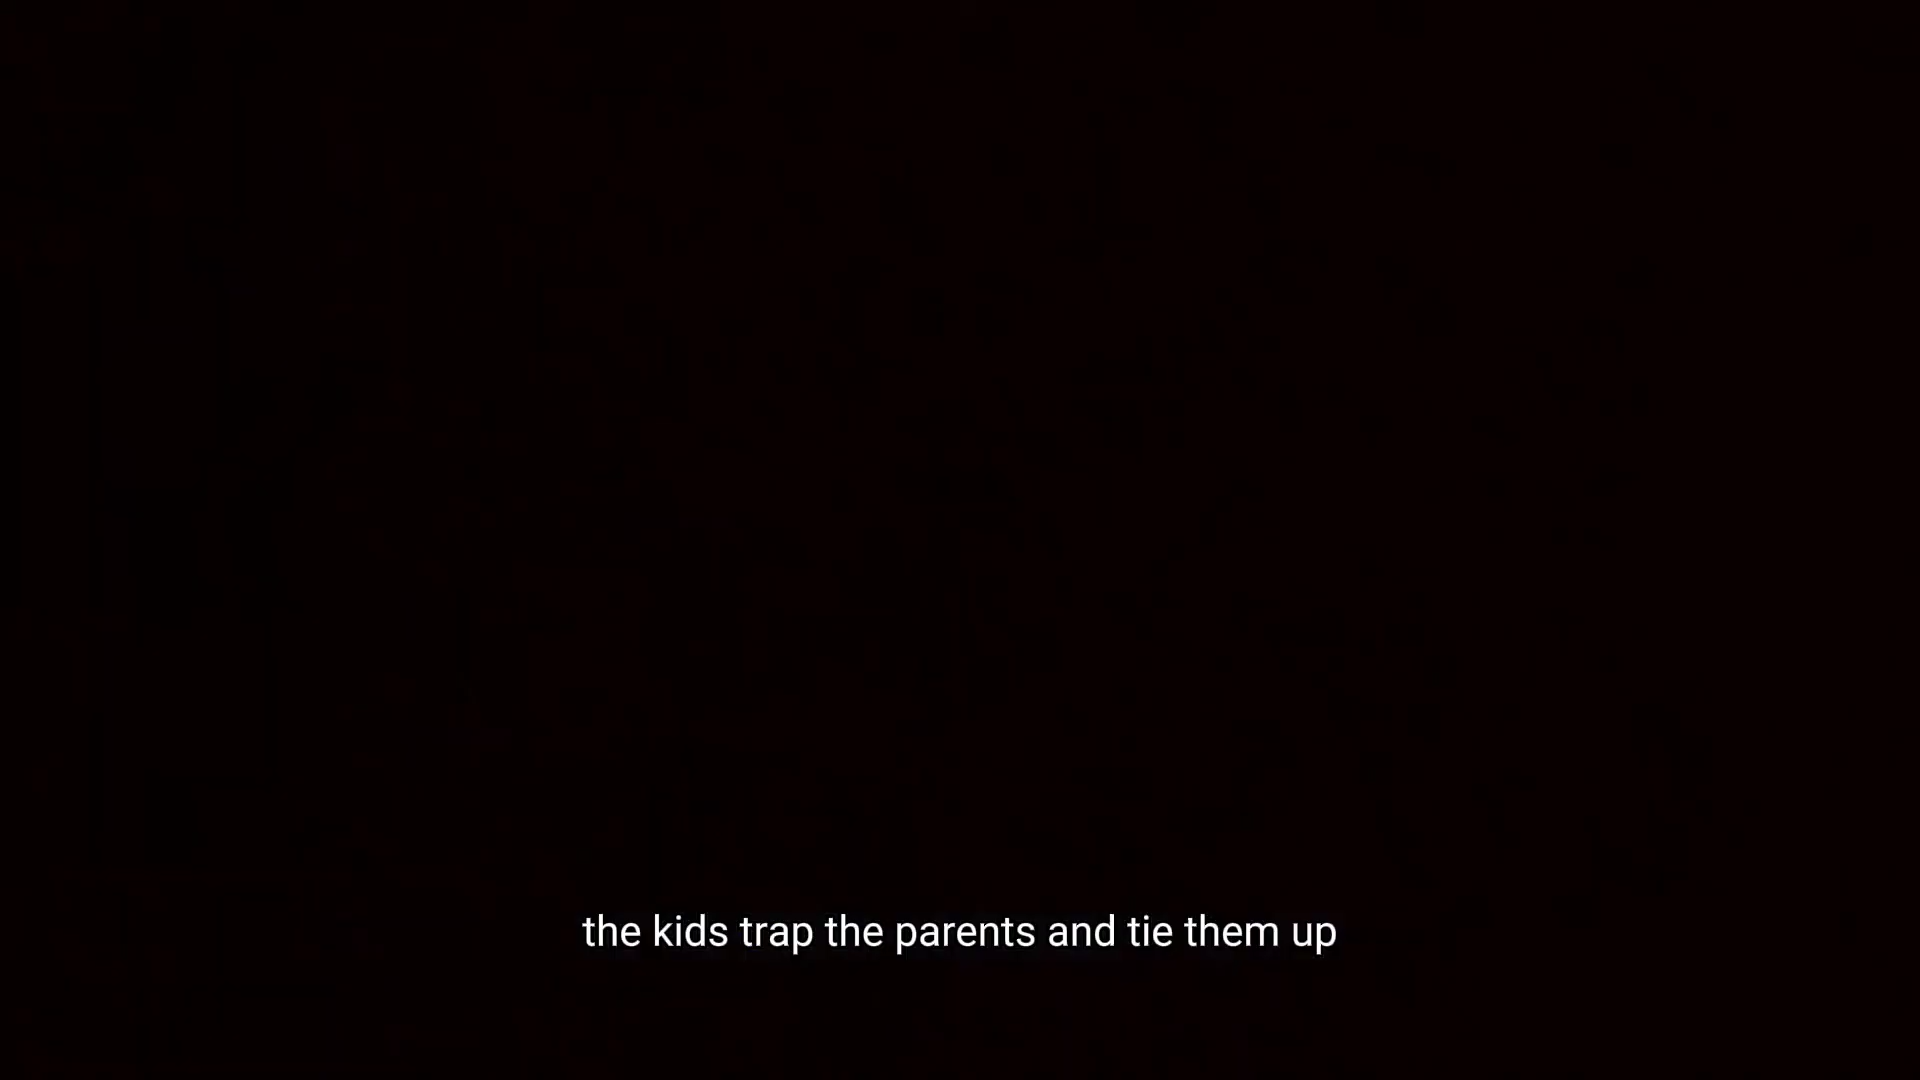 the kids trap the parents and tie them up